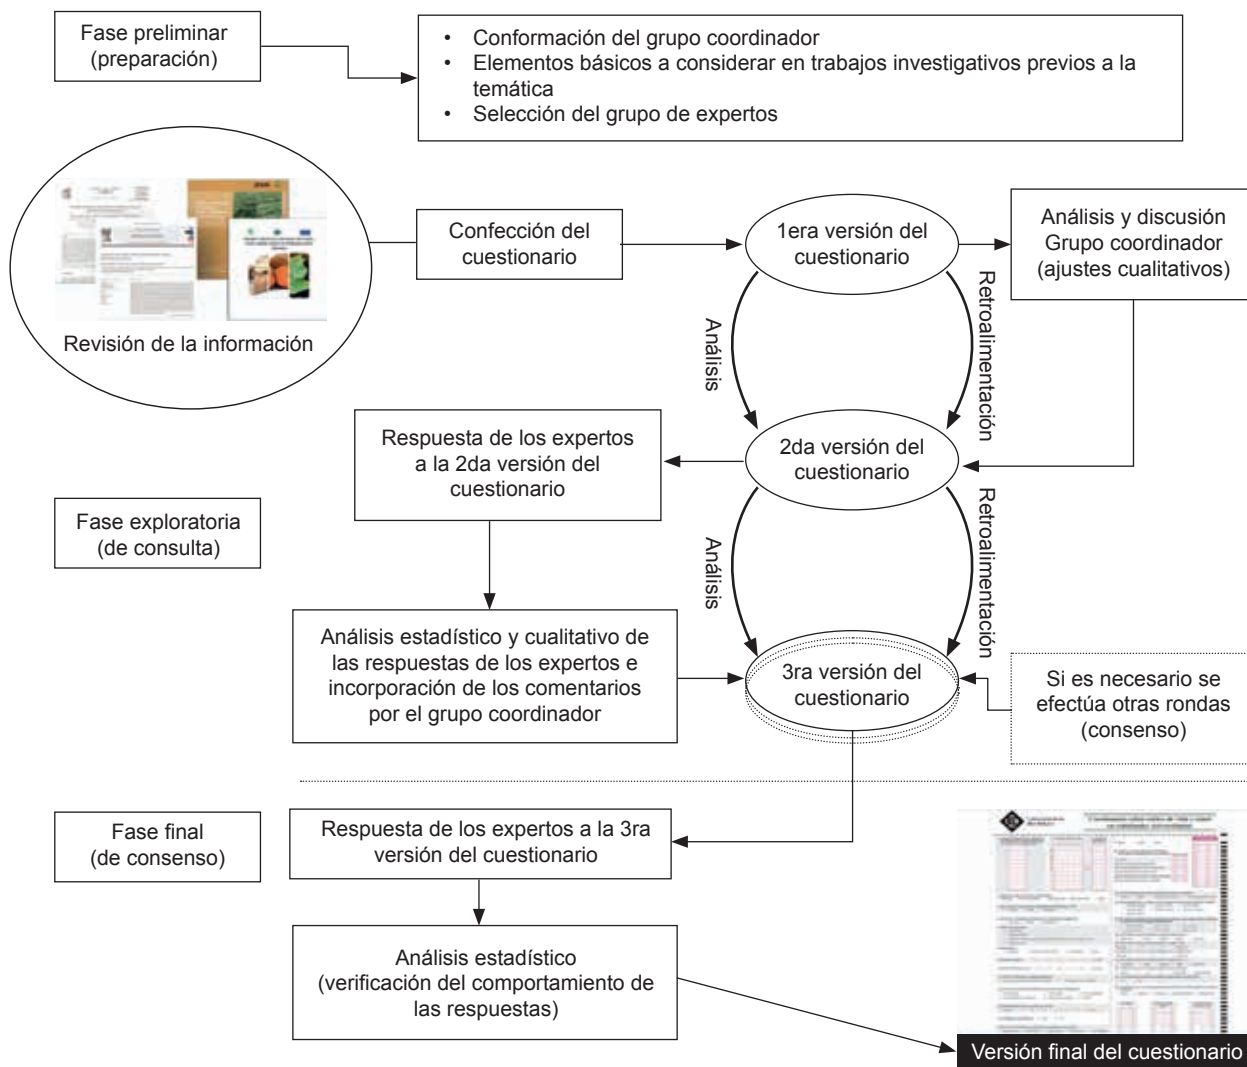 Fase preliminar
(preparación)
• Conformación del grupo coordinador
• Elementos básicos a considerar en trabajos investigativos previos a la
temática
• Selección del grupo de expertos
Revisión de la información
Confección del
cuestionario
1era versión del
cuestionario
Análisis y discusión
Grupo coordinador
(ajustes cualitativos)
Análisis
Retroalimentación
Respuesta de los expertos
a la 2da versión del
cuestionario
2da versión del
cuestionario
Fase exploratoria
(de consulta)
Análisis
Retroalimentación
Análisis estadístico y cualitativo de
las respuestas de los expertos e
incorporación de los comentarios
por el grupo coordinador
3ra versión del
cuestionario
Si es necesario se
efectúa otras rondas
(consenso)
Fase final
(de consenso)
Respuesta de los expertos a la 3ra
versión del cuestionario
Análisis estadístico
(verificación del comportamiento de
las respuestas)
Versión final del cuestionario